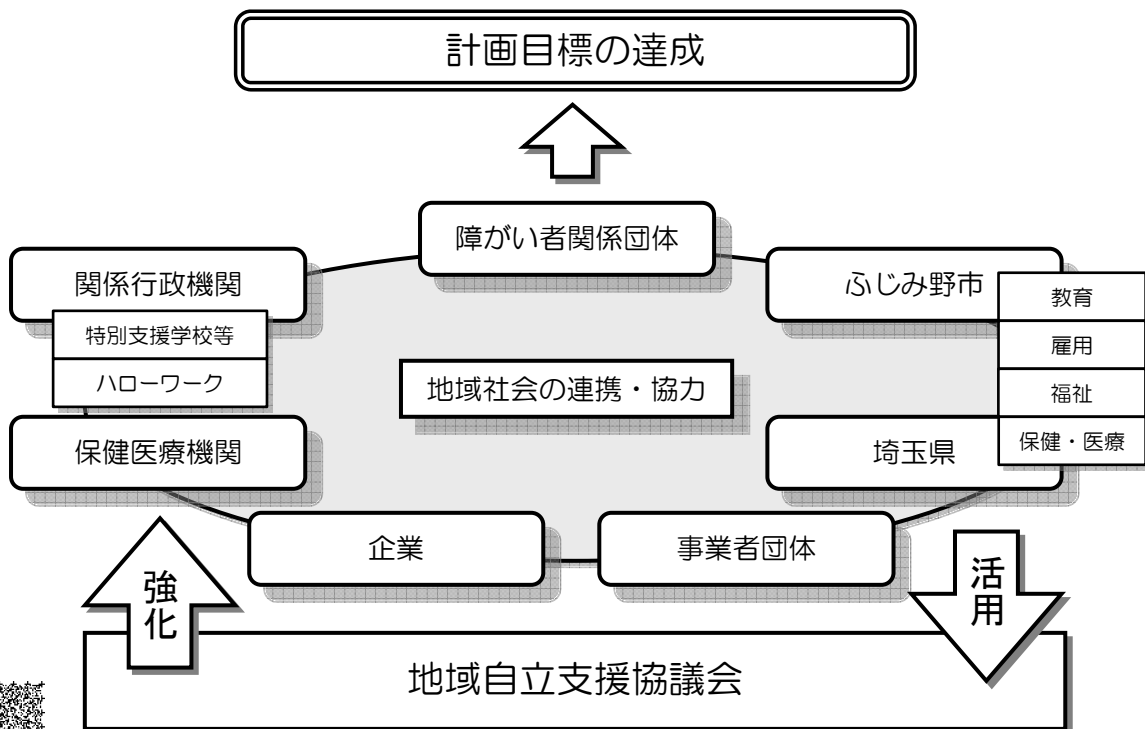 計画目標の達成
障がい者関係団体
関係行政機関
特別支援学校等
ハローワーク
ふじみ野市
教育
雇用
福祉
保健・医療
地域社会の連携・協力
保健医療機関
埼玉県
企業
事業者団体
強化
活用
地域自立支援協議会